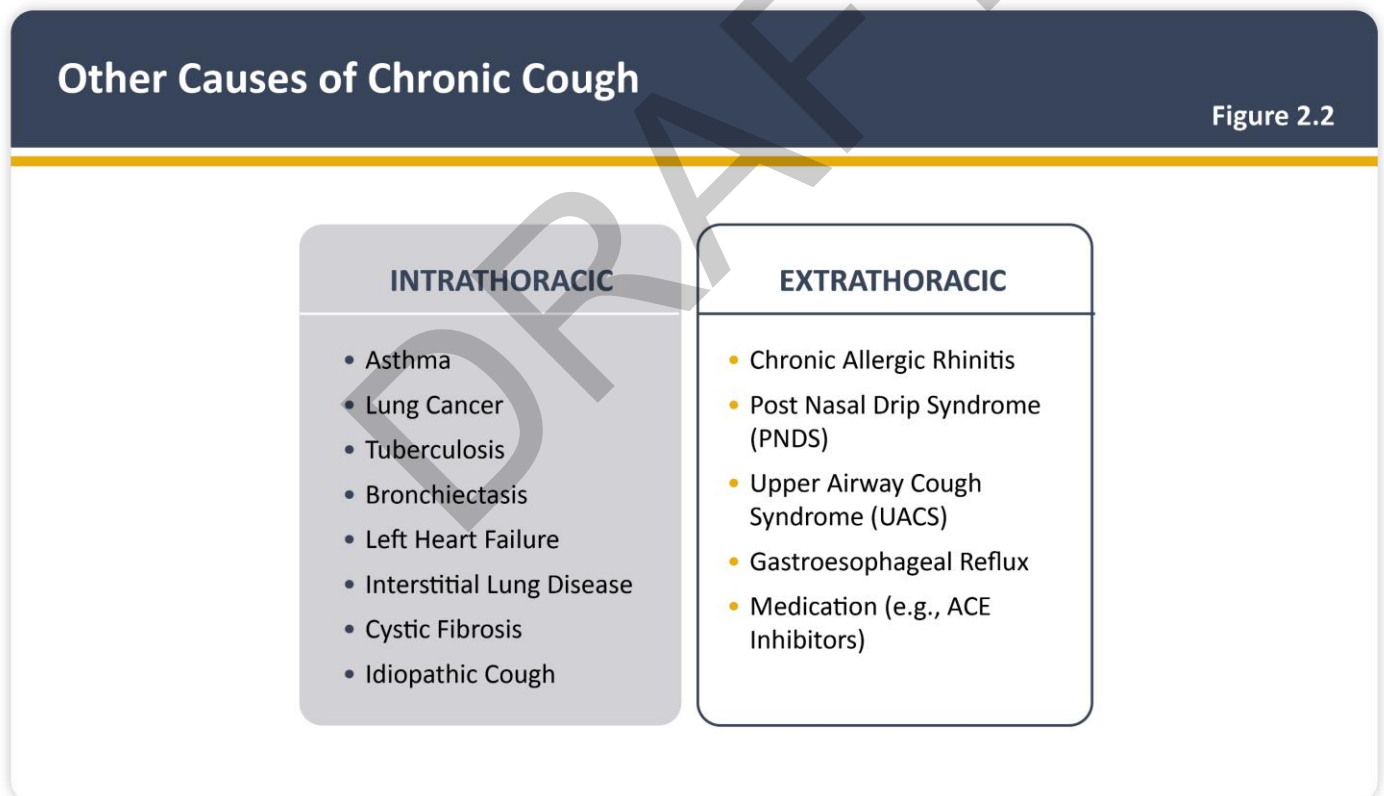 Other Causes of Chronic Cough
Figure 2.2
INTRATHORACIC
• Asthma
• Lung Cancer
• Tuberculosis
• Bronchiectasis
• Left Heart Failure
• Interstitial Lung Disease
• Cystic Fibrosis
• Idiopathic Cough
EXTRATHORACIC
• Chronic Allergic Rhinitis
• Post Nasal Drip Syndrome
(PNDS)
• Upper Airway Cough
Syndrome (UACS)
• Gastroesophageal Reflux
• Medication (e.g., ACE
Inhibitors)
DRAF